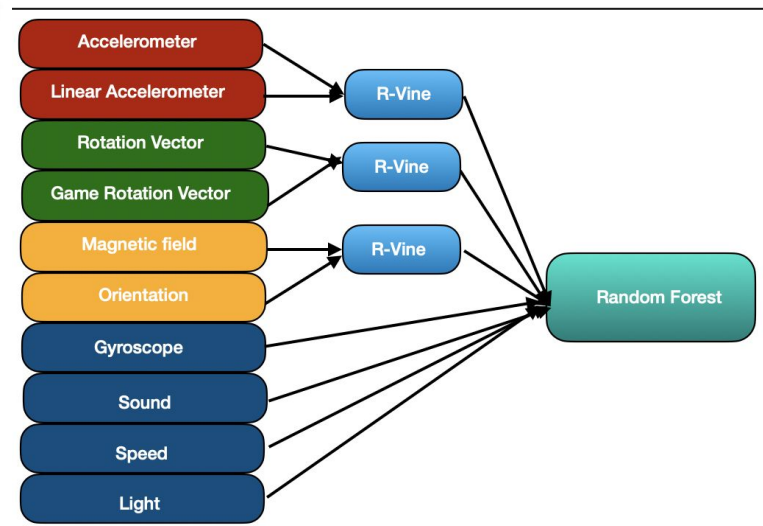 Accelerometer
Linear Accelerometer
R-Vine
Rotation Vector
R-Vine
Game Rotation Vector
Magnetic field
R-Vine
Orientation
Random Forest
Gyroscope
Sound
Speed
Light